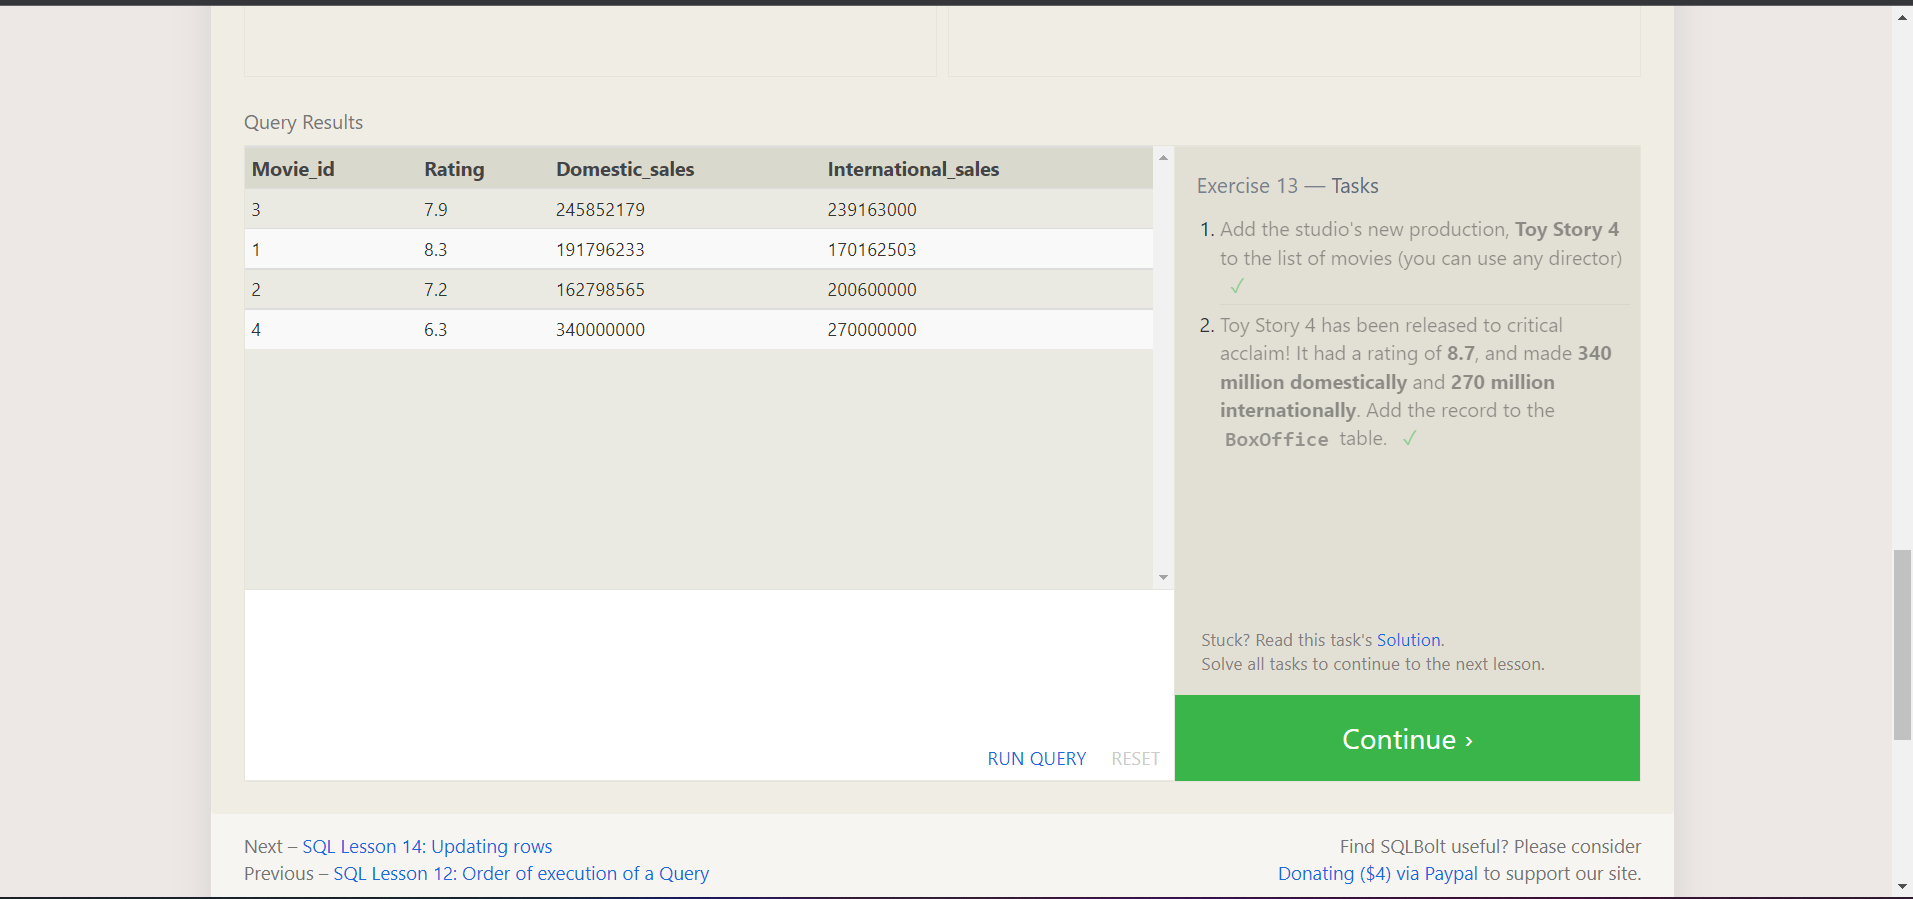 Query Results
Movie_id Rating Domestic_sales International_sales
3 7.9 245852179 239163000
1 8.3 191796233 170162503
2 7.2 162798565 200600000
4 6.3 340000000 270000000
RUN QUERY RESET
Exercise 13 — Tasks
1. Add the studio's new production, Toy Story 4
to the list of movies (you can use any director)
✓
2. Toy Story 4 has been released to critical
acclaim! It had a rating of 8.7, and made 340
million domestically and 270 million
internationally. Add the record to the
BoxOffice table. ✓
Stuck? Read this task's Solution.
Solve all tasks to continue to the next lesson.
Continue ›
Next – SQL Lesson 14: Updating rows
Previous – SQL Lesson 12: Order of execution of a Query
Find SQLBolt useful? Please consider
Donating ($4) via Paypal to support our site.